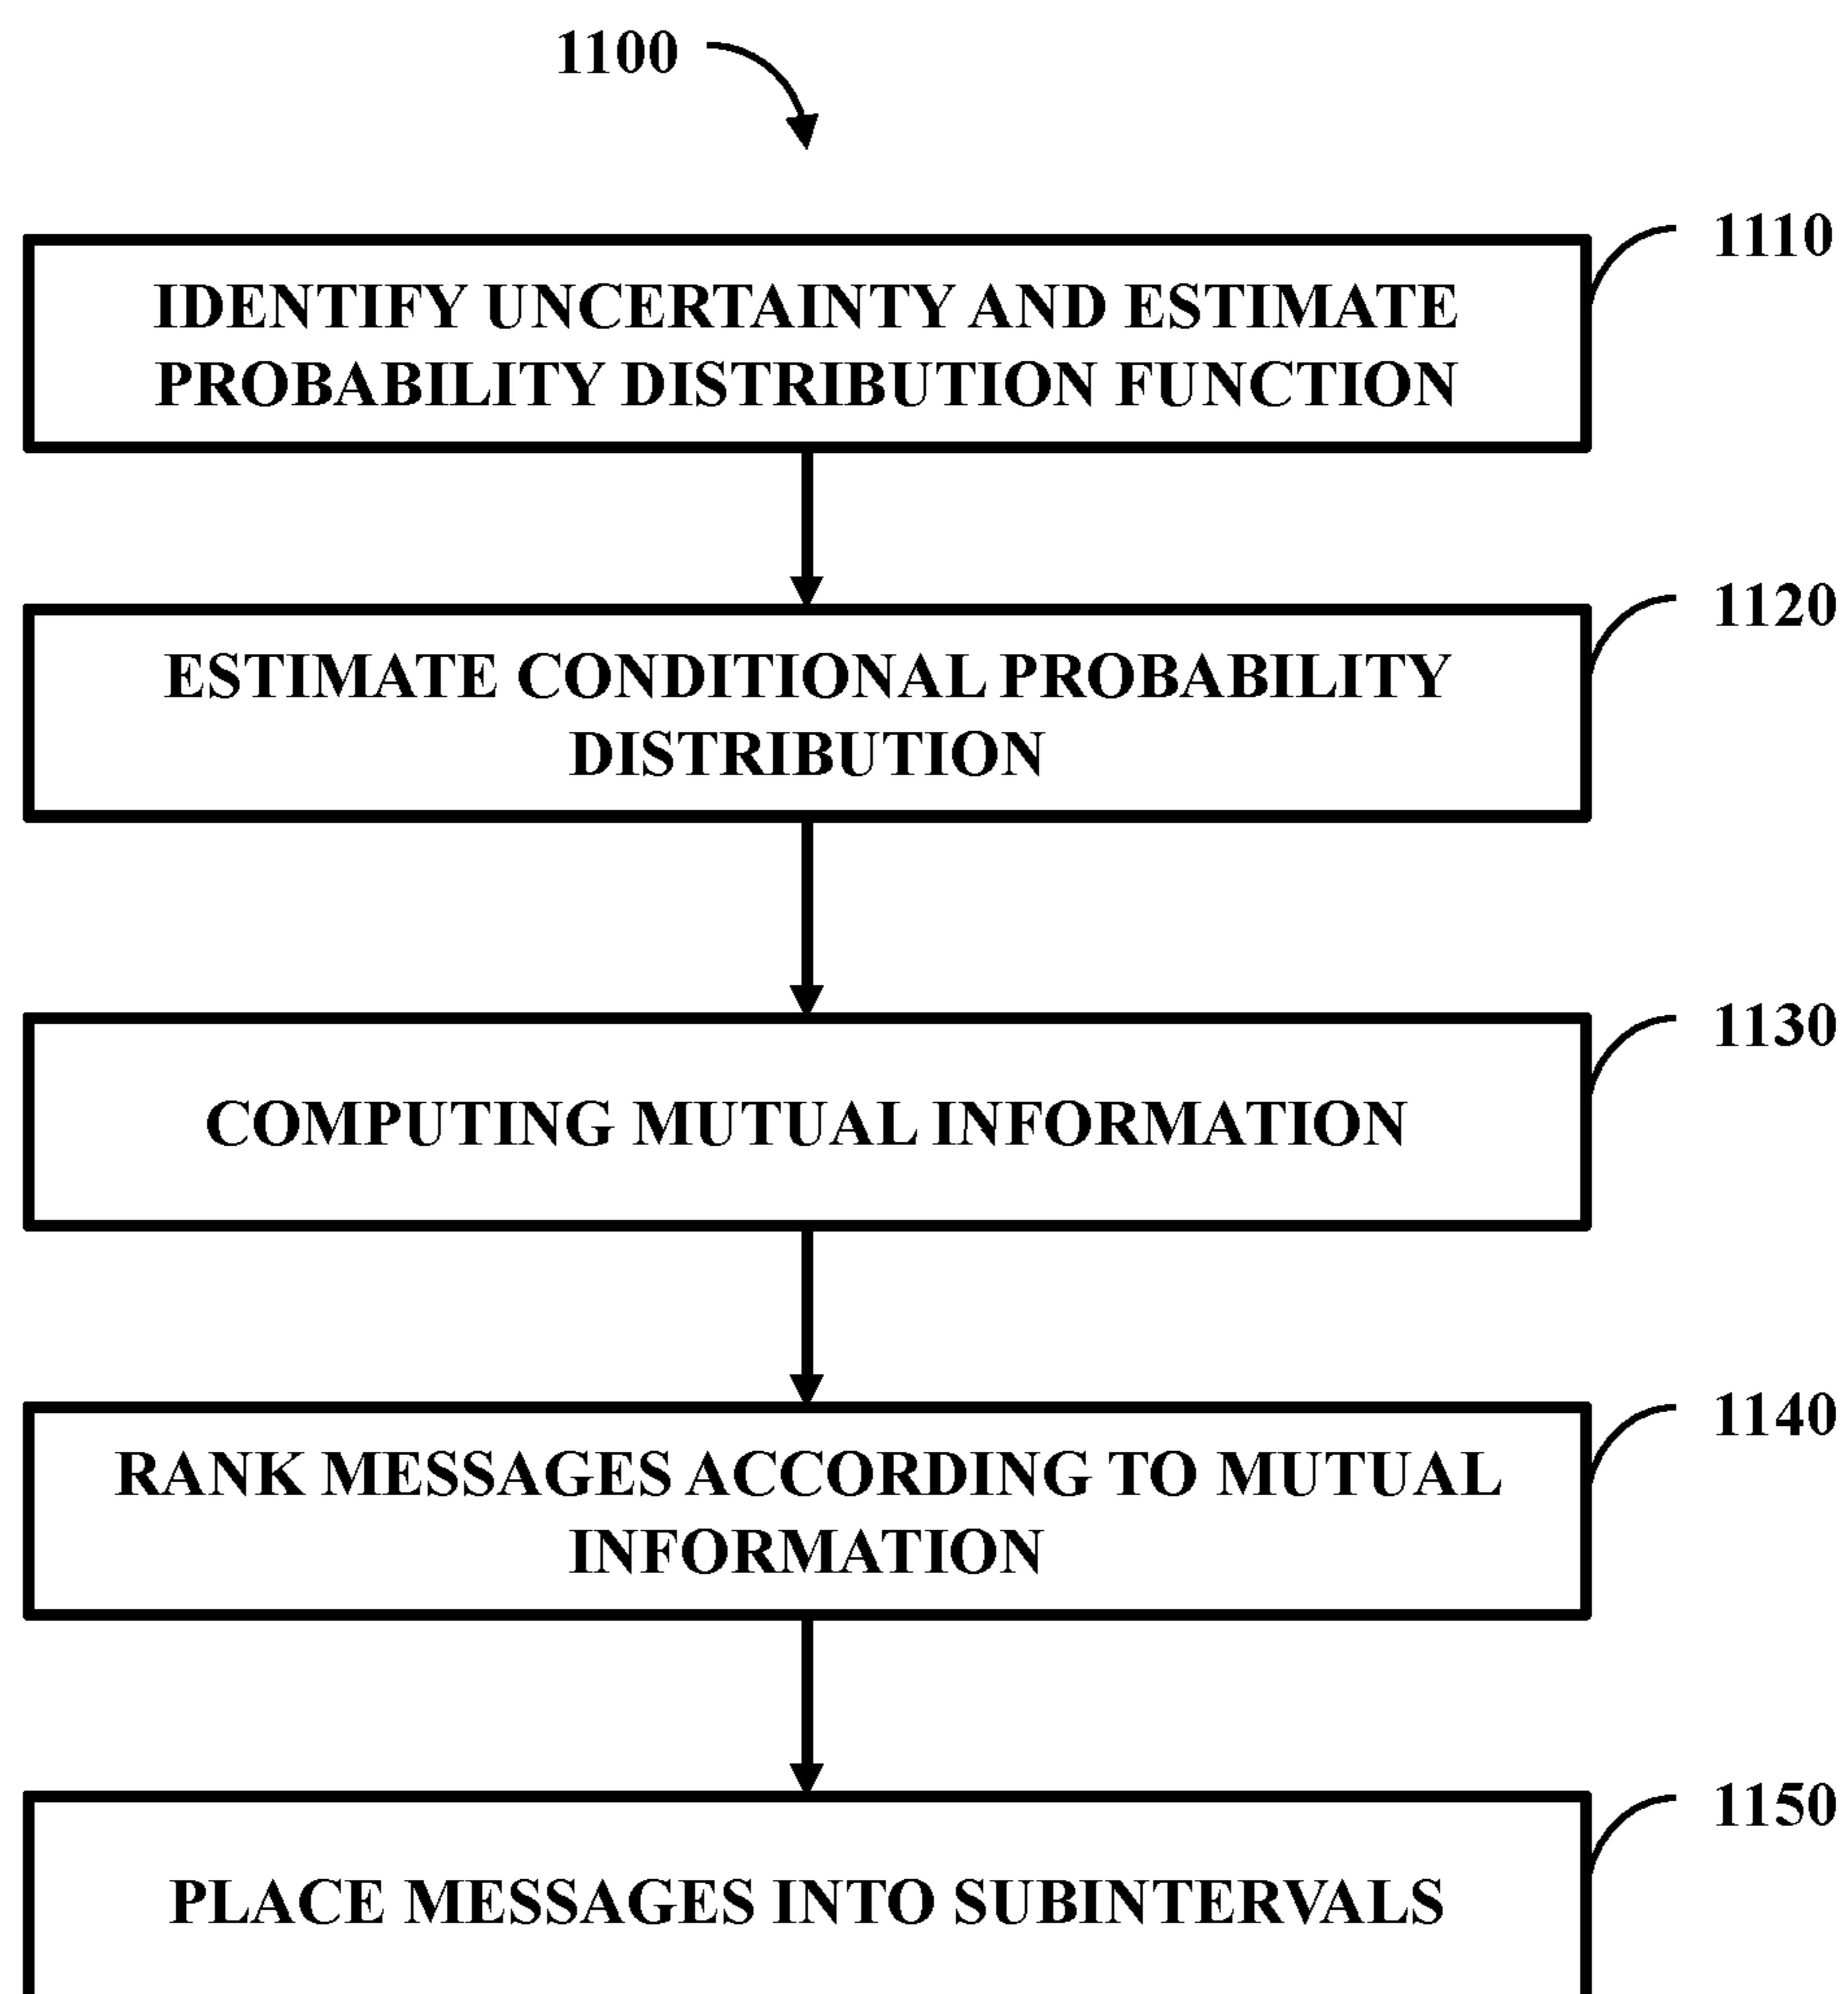 1100
1110
IDENTIFY UNCERTAINTY AND ESTIMATE
PROBABILITY DISTRIBUTION FUNCTION
1120
ESTIMATE CONDITIONAL PROBABILITY
DISTRIBUTION
1130
COMPUTING MUTUAL INFORMATION
1140
RANK MESSAGES ACCORDING TO MUTUAL
INFORMATION
1150
PLACE MESSAGES INTO SUBINTERVALS